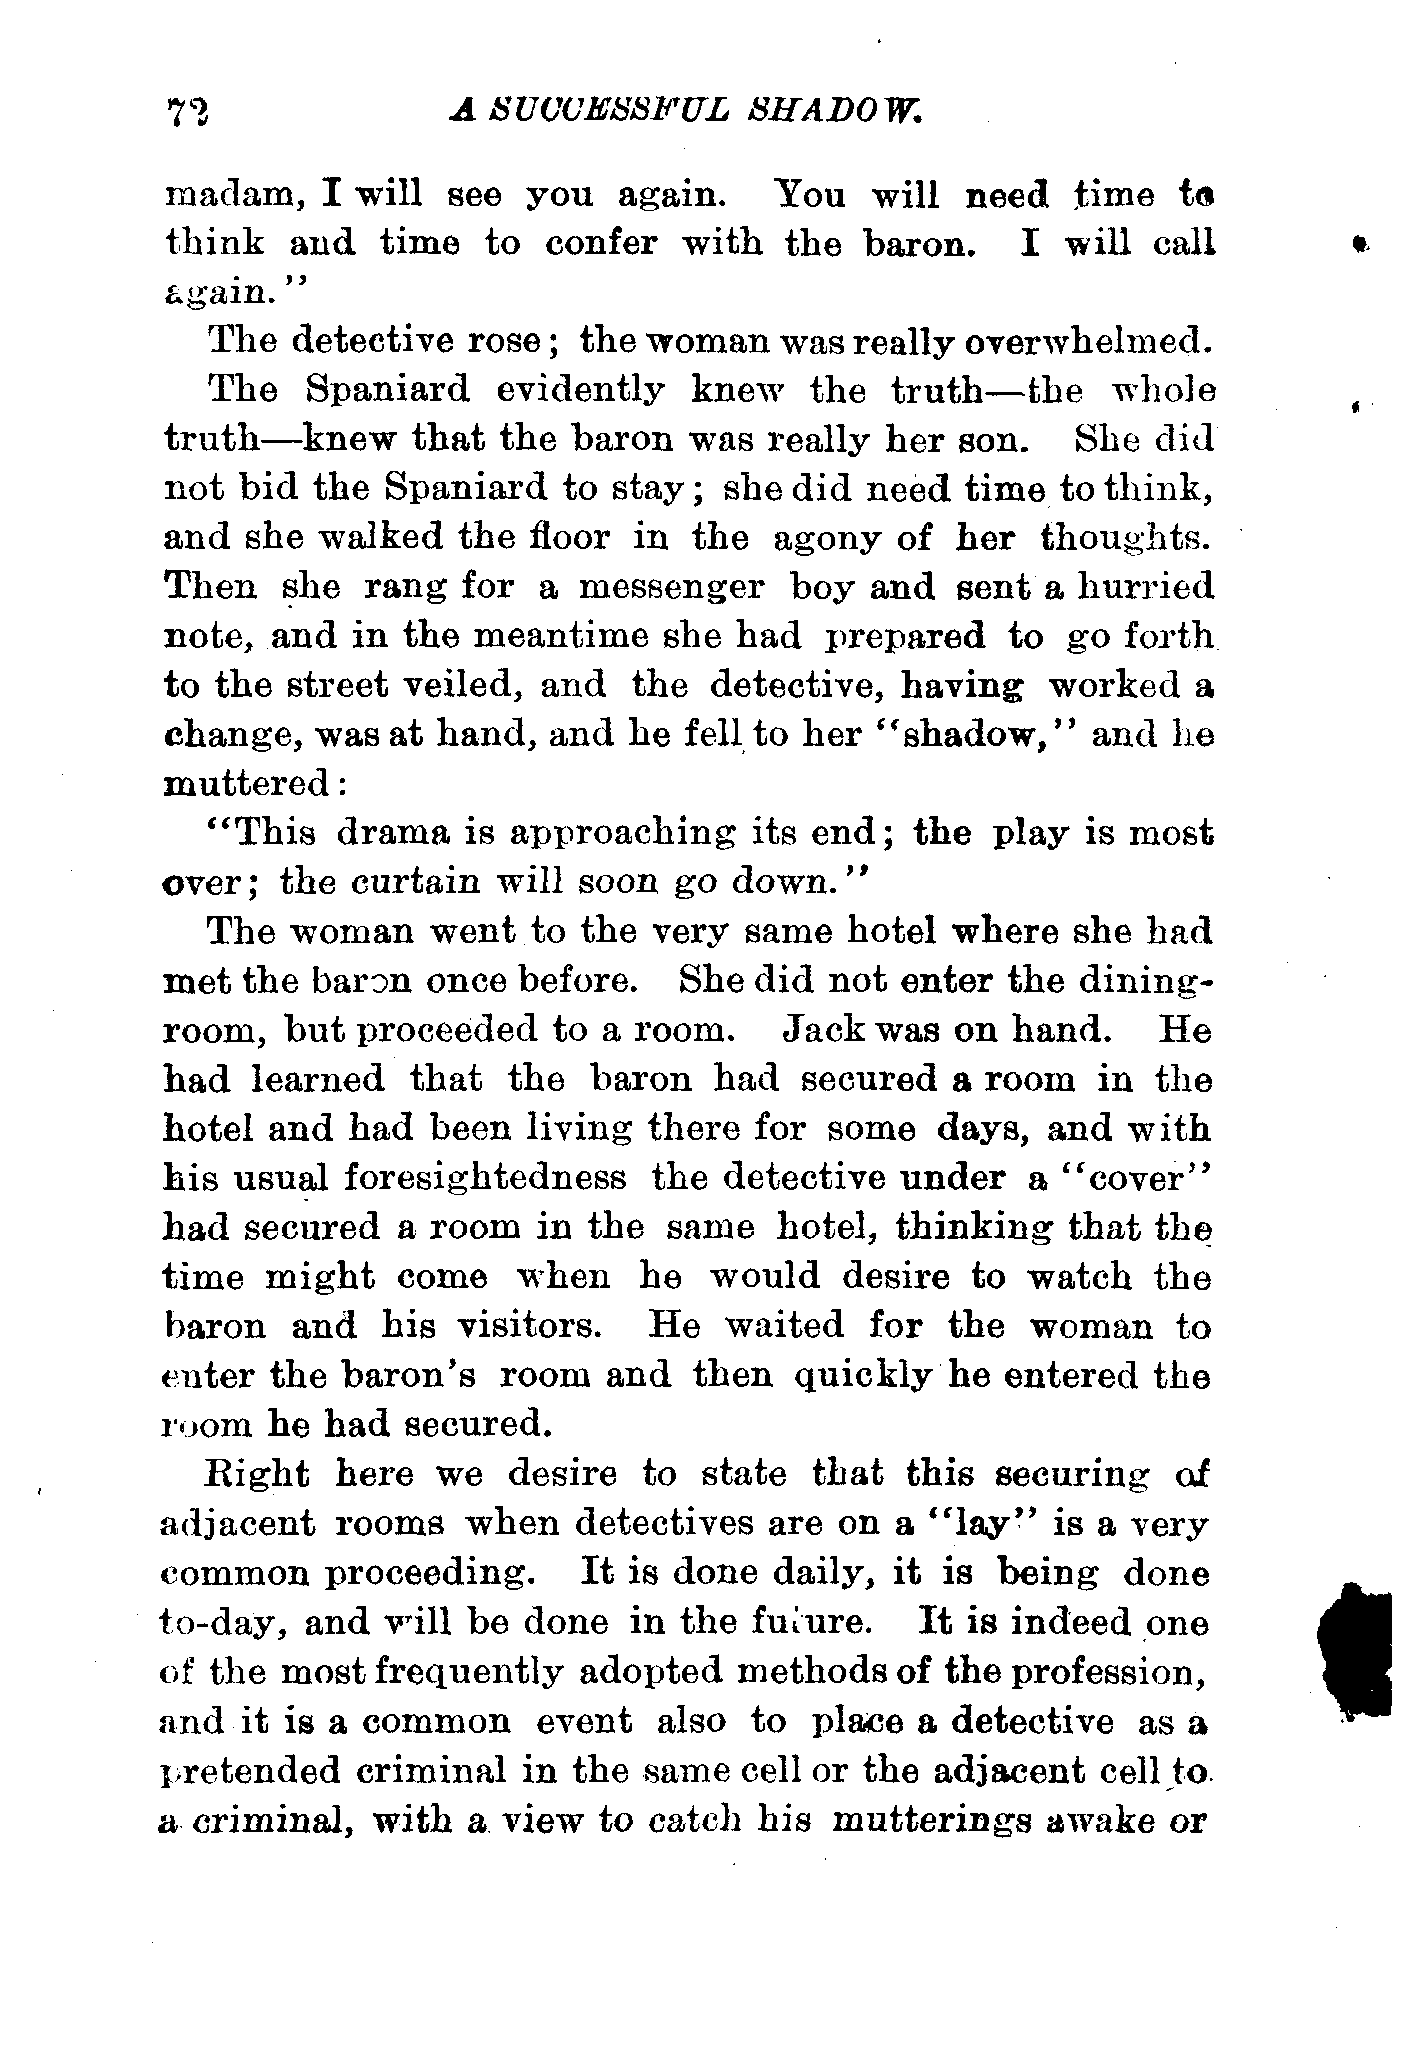 72 A SUCCESSFUL SHADOW.
madam, I will see you again. You will need time to
think and time to confer with the baron. I will call
again."
The detective rose; the woman was really overwhelmed.
The Spaniard evidently knew the truth—the whole
truth—knew that the baron was really her son. She did
not bid the Spaniard to stay; she did need time to think,
and she walked the floor in the agony of her thoughts.
Then she rang for a messenger boy and sent a hurried
note, and in the meantime she had prepared to go forth
to the street veiled, and the detective, having worked a
change, was at hand, and he fell to her "shadow," and he
muttered:
"This drama is approaching its end; the play is most
over; the curtain will soon go down."
The woman went to the very same hotel where she had
met the baron once before. She did not enter the dining-
room, but proceeded to a room. Jack was on hand. He
had learned that the baron had secured a room in the
hotel and had been living there for some days, and with
his usual foresightedness the detective under a "cover"
had secured a room in the same hotel, thinking that the
time might come when he would desire to watch the
baron and his visitors. He waited for the woman to
enter the baron's room and then quickly he entered the
room he had secured.
Right here we desire to state that this securing of
adjacent rooms when detectives are on a "lay" is a very
common proceeding. It is done daily, it is being done
to-day, and will be done in the future. It is indeed one
of the most frequently adopted methods of the profession,
and it is a common event also to place a detective as a
pretended criminal in the same cell or the adjacent cell to
a criminal, with a view to catch his mutterings awake or